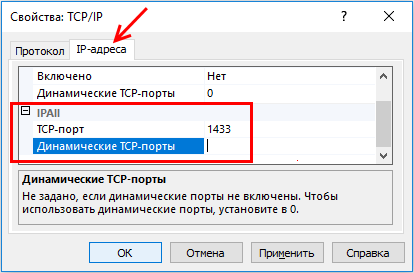 Свойства: TCP/IP
Протокол IP-адреса
Включено Нет
Динамические TCP-порты 0
IPAll
TCP-порт 1433
Динамические TCP-порты
Динамические TCP-порты
Не задано, если динамические порты не включены. Чтобы
использовать динамические порты, установите в 0.
ОК Отмена Применить Справка